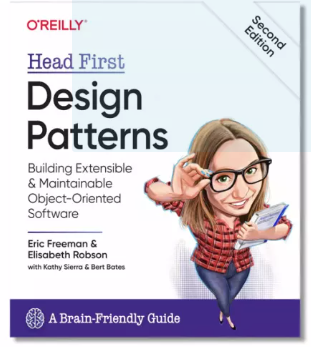 O'REILLY®
Second
Edition
Head First
Design
Patterns
Building Extensible
& Maintainable
Object-Oriented
Software
Eric Freeman &
Elisabeth Robson
with Kathy Sierra & Bert Bates
A Brain-Friendly Guide